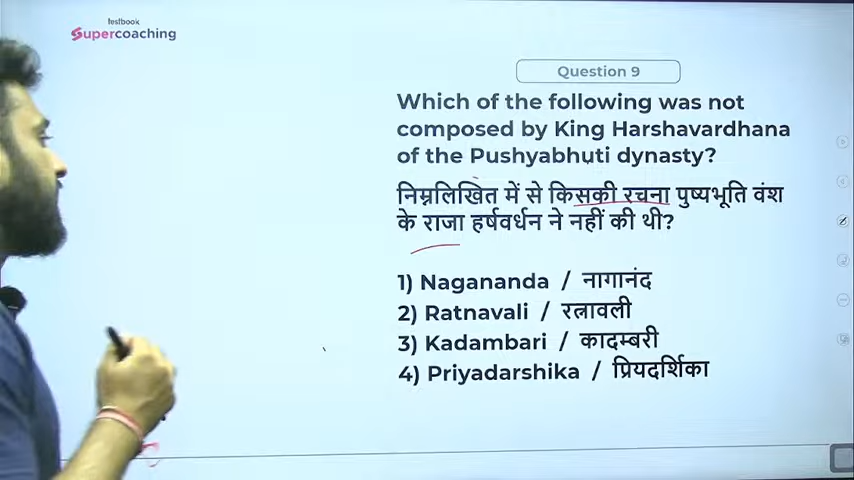 testbook
Supercoaching
Question 9
Which of the following was not
composed by King Harshavardhana
of the Pushyabhuti dynasty?
निम्नलिखित में से किसकी रचना पुष्यभूति वंश
के राजा हर्षवर्धन ने नहीं की थी?
1) Nagananda / नागानंद
2) Ratnavali / रत्नावली
3) Kadambari / कादम्बरी
4) Priyadarshika / प्रियदर्शिका